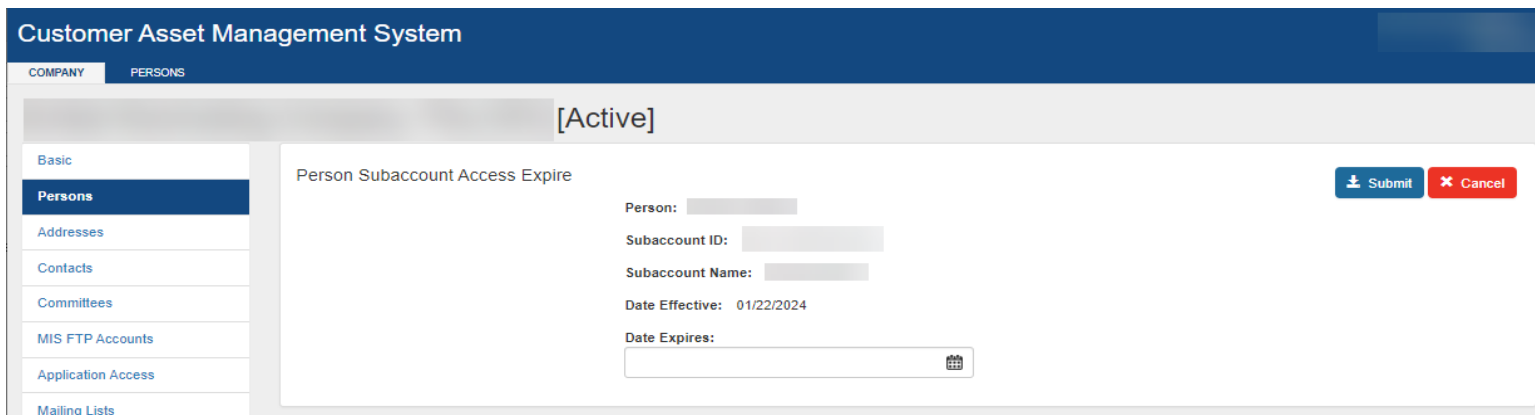 Customer Asset Management System
COMPANY PERSONS
[Active]
Basic
Persons
Addresses
Contacts
Committees
MIS FTP Accounts
Application Access
Mailing Lists
Person Subaccount Access Expire
Submit Cancel
Person:
Subaccount ID:
Subaccount Name:
Date Effective: 01/22/2024
Date Expires: